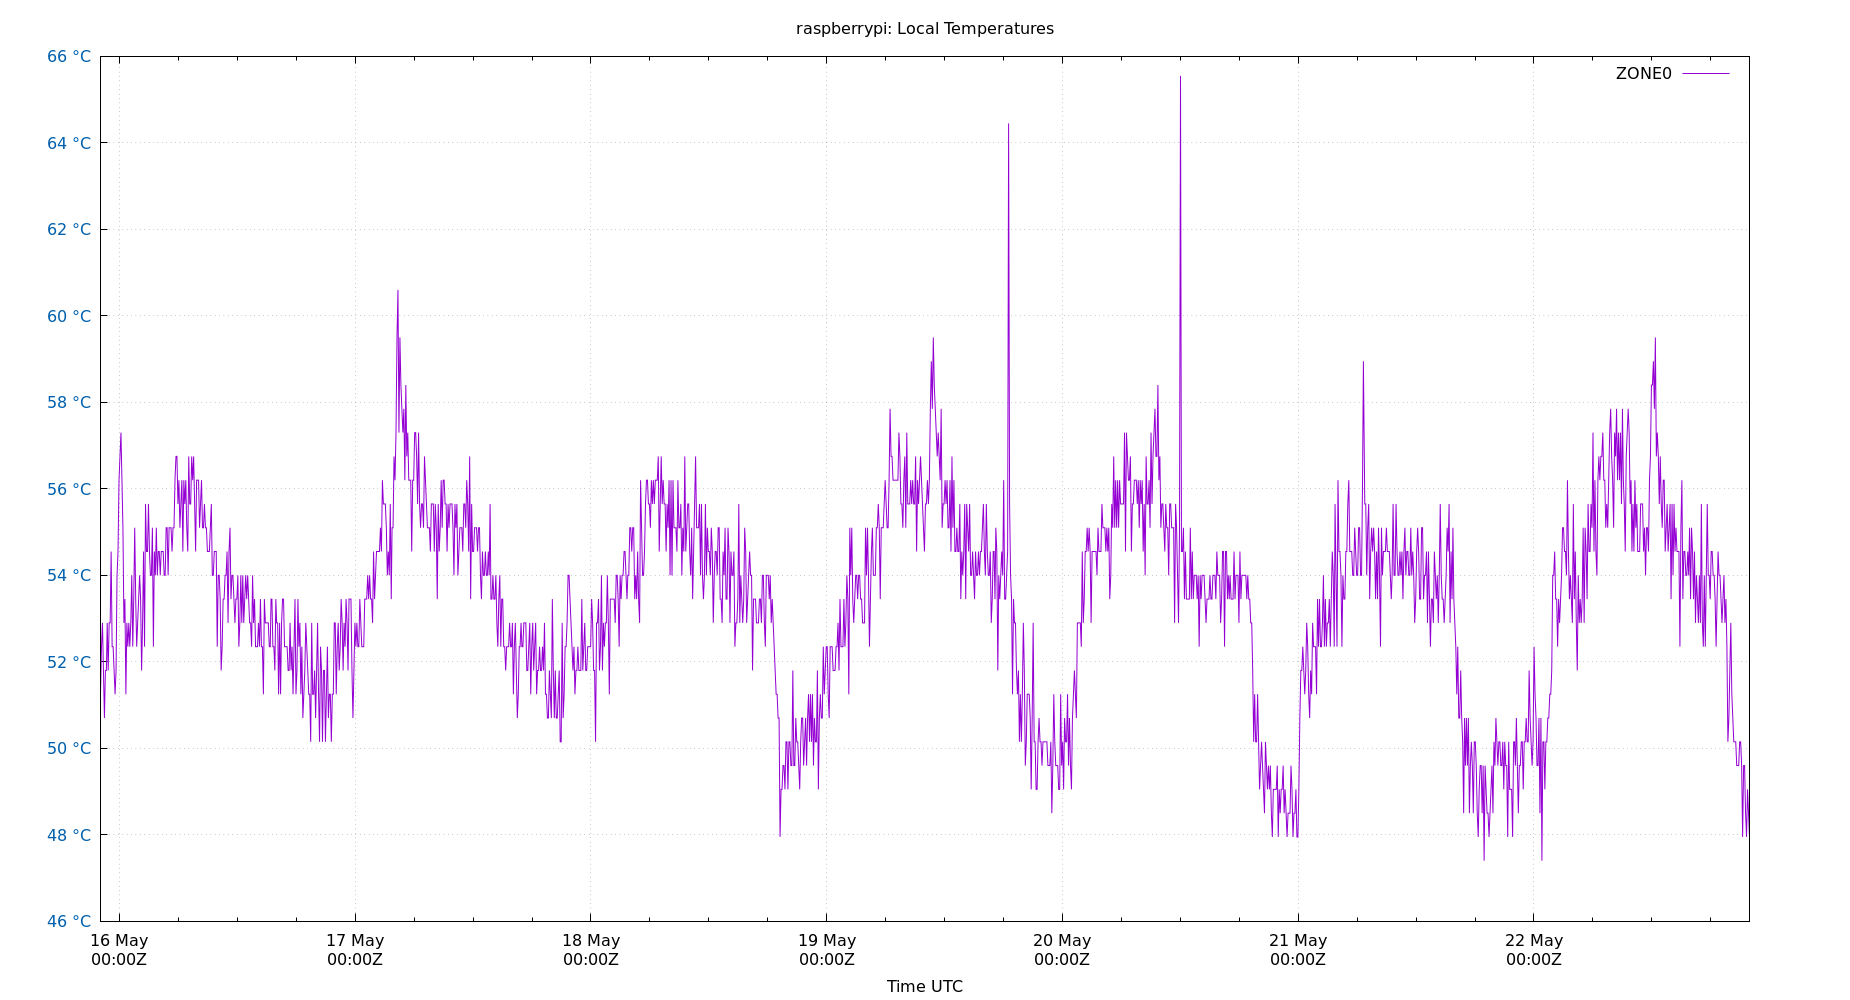 raspberrypi: Local Temperatures
66 °C
ZONE0
64 °C
62 °C
60 °C
58 °C
56 °C
54 °C
52 °C
50 °C
48 °C
46 °C
16 May 17 May 18 May 19 May 20 May 21 May 22 May
00:00Z 00:00Z 00:00Z 00:00Z 00:00Z 00:00Z 00:00Z
Time UTC